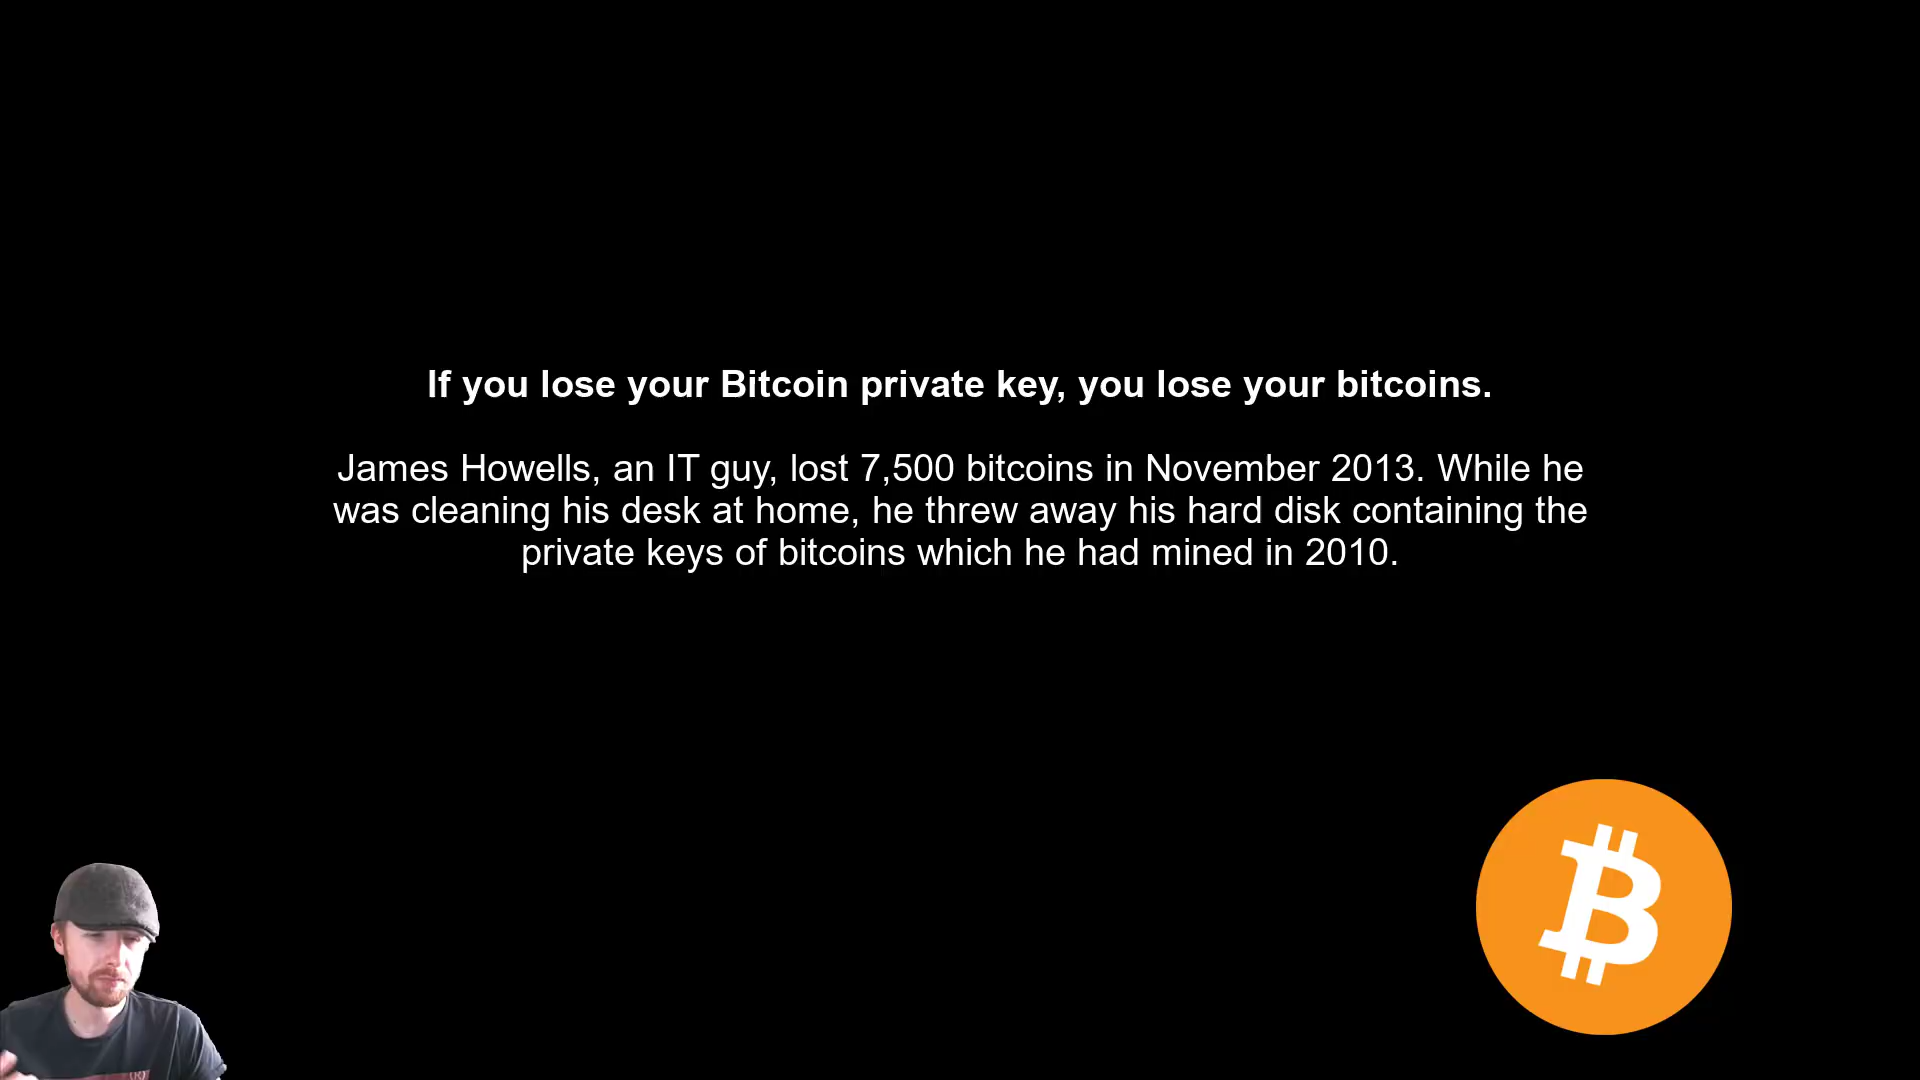 If you lose your Bitcoin private key, you lose your bitcoins.
James Howells, an IT guy, lost 7,500 bitcoins in November 2013. While he
was cleaning his desk at home, he threw away his hard disk containing the
private keys of bitcoins which he had mined in 2010.